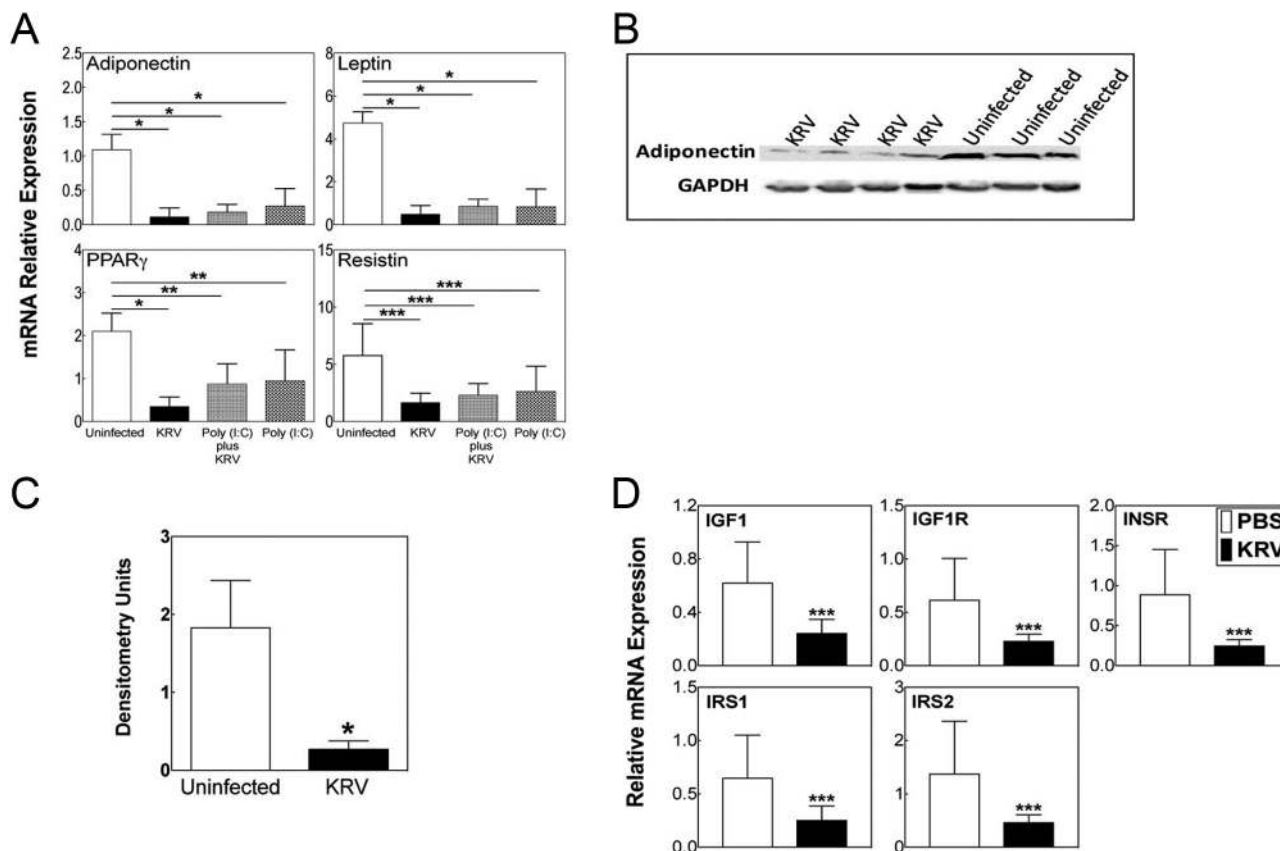 A
mRNA Relative Expression
Adiponectin
2.5
2.0
1.5
1.0
0.5
0.0
*
*
*
Leptin
8
6
4
2
0
*
*
*
PPARγ
4
3
2
1
0
**
**
*
Uninfected KRV Poly (I:C) plus KRV Poly (I:C)
Resistin
15
10
5
0
***
***
***
Uninfected KRV Poly (I:C) plus KRV Poly (I:C)
B
KRV KRV KRV KRV Uninfected Uninfected Uninfected
Adiponectin
GAPDH
C
Densitometry Units
3
2
1
0
*
Uninfected KRV
D
Relative mRNA Expression
IGF1
1.2
0.8
0.4
0.0
***
IGF1R
1.5
1.0
0.5
0.0
***
INSR
2.0
1.5
1.0
0.5
0.0
***
PBS
KRV
IRS1
1.5
1.0
0.5
0.0
***
IRS2
3
2
1
0
***